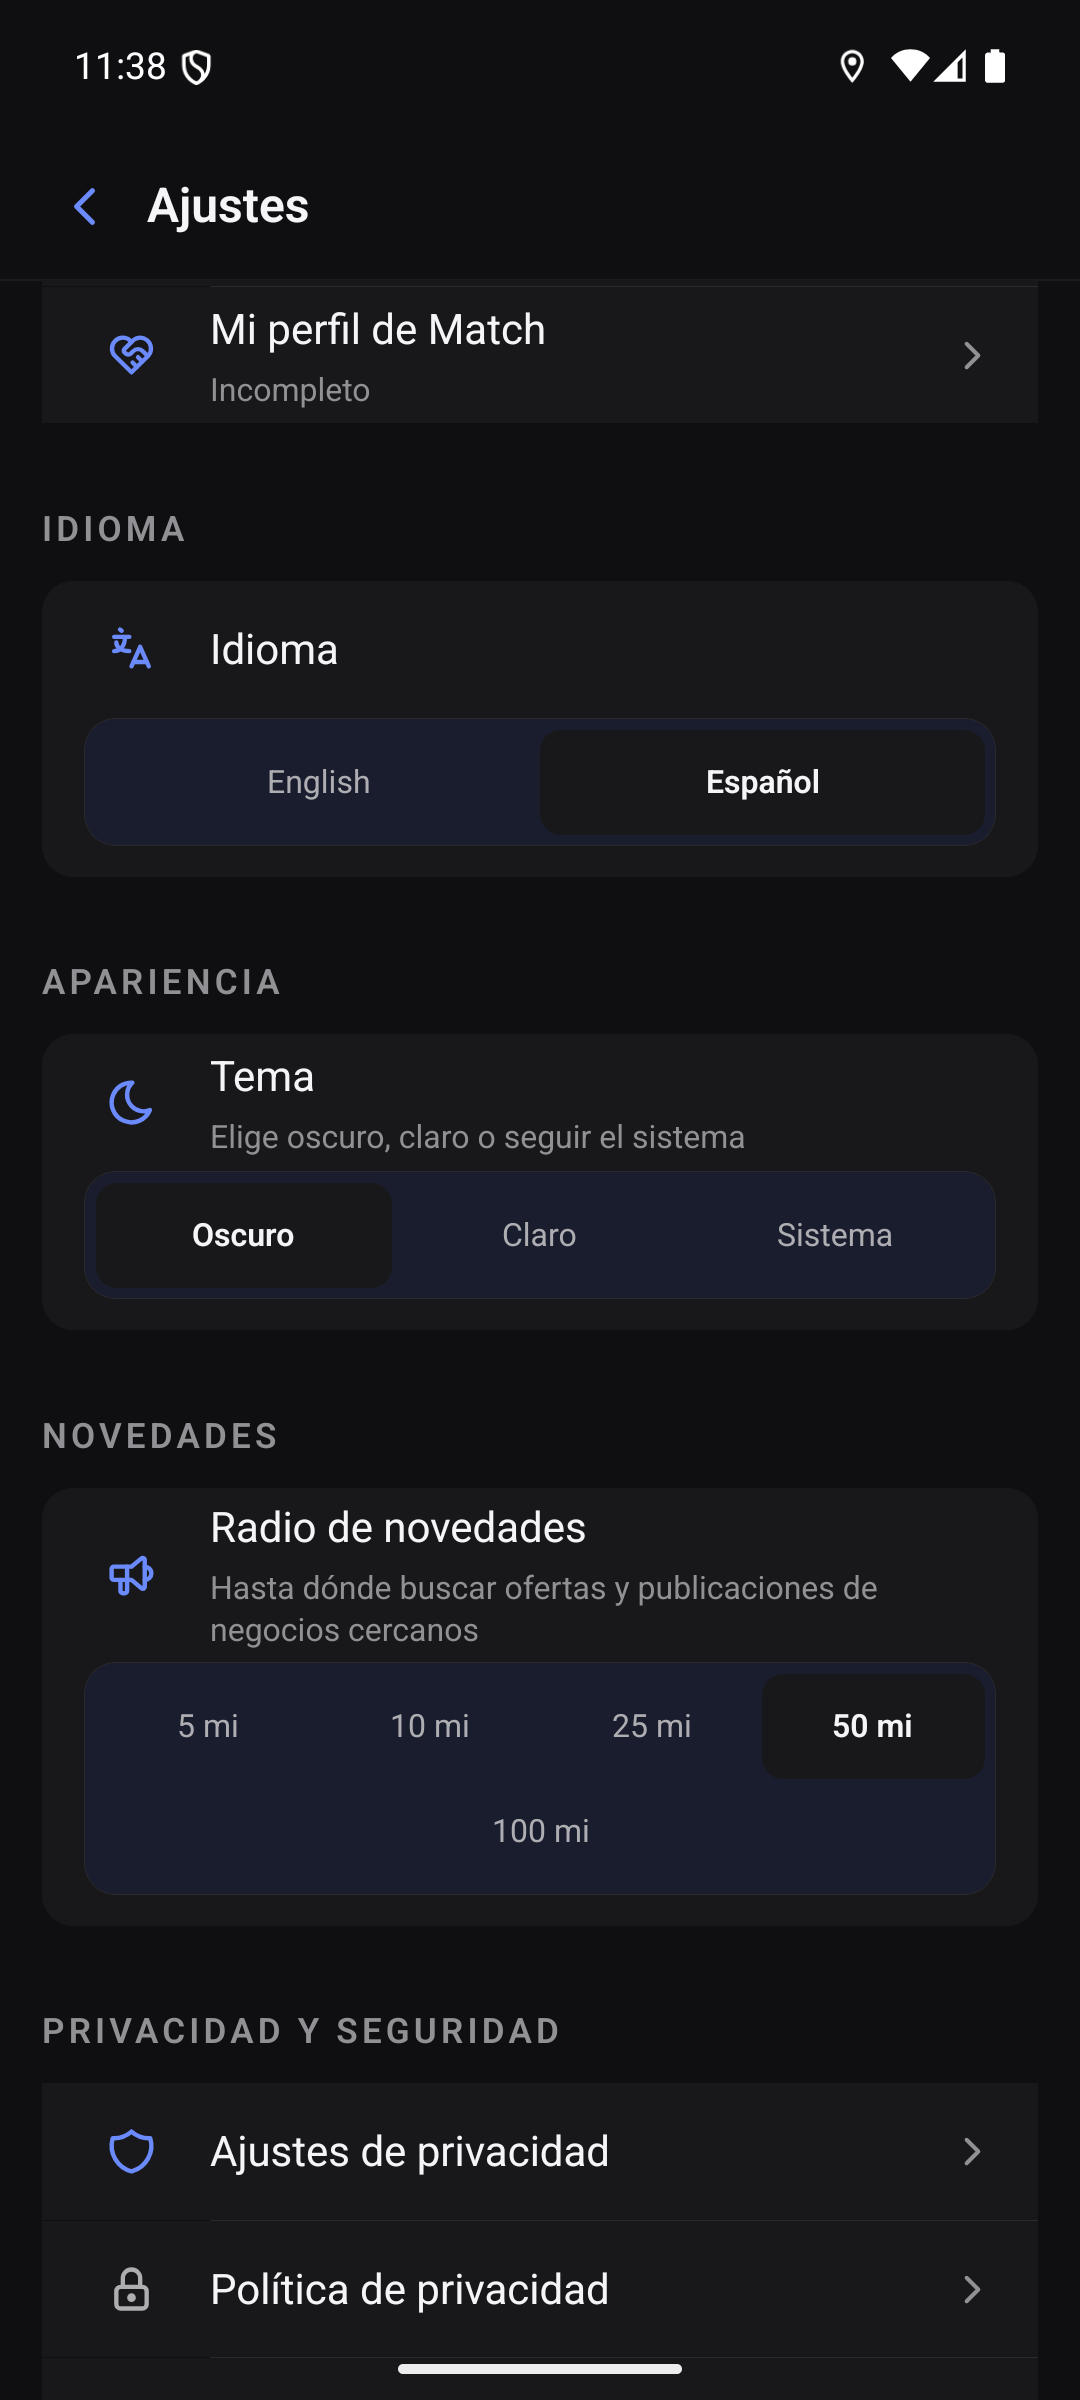 11:38
Ajustes
Mi perfil de Match
Incompleto
IDIOMA
Idioma
English
Español
APARIENCIA
Tema
Elige oscuro, claro o seguir el sistema
Oscuro
Claro
Sistema
NOVEDADES
Radio de novedades
Hasta dónde buscar ofertas y publicaciones de
negocios cercanos
5 mi
10 mi
25 mi
50 mi
100 mi
PRIVACIDAD Y SEGURIDAD
Ajustes de privacidad
Política de privacidad